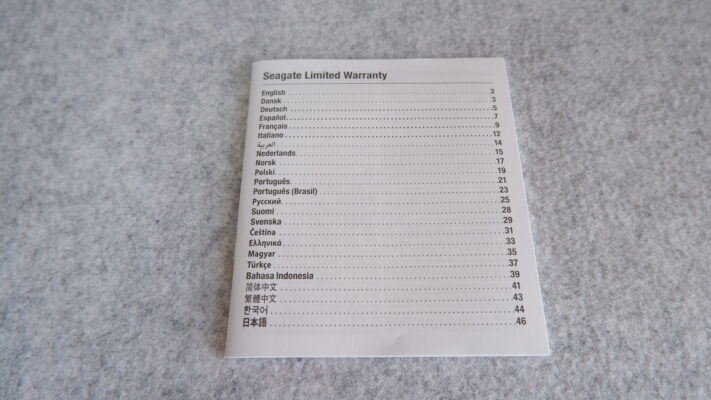 Seagate Limited Warranty
English 2
Dansk 3
Deutsch 5
Español 7
Français 9
Italiano 12
العربية 14
Nederlands 15
Norsk 17
Polski 19
Português 21
Português (Brasil) 23
Русский 25
Suomi 28
Svenska 29
Čeština 31
Ελληνικά 33
Magyar 35
Türkçe 37
Bahasa Indonesia 39
简体中文 41
繁體中文 43
한국어 44
日本語 46